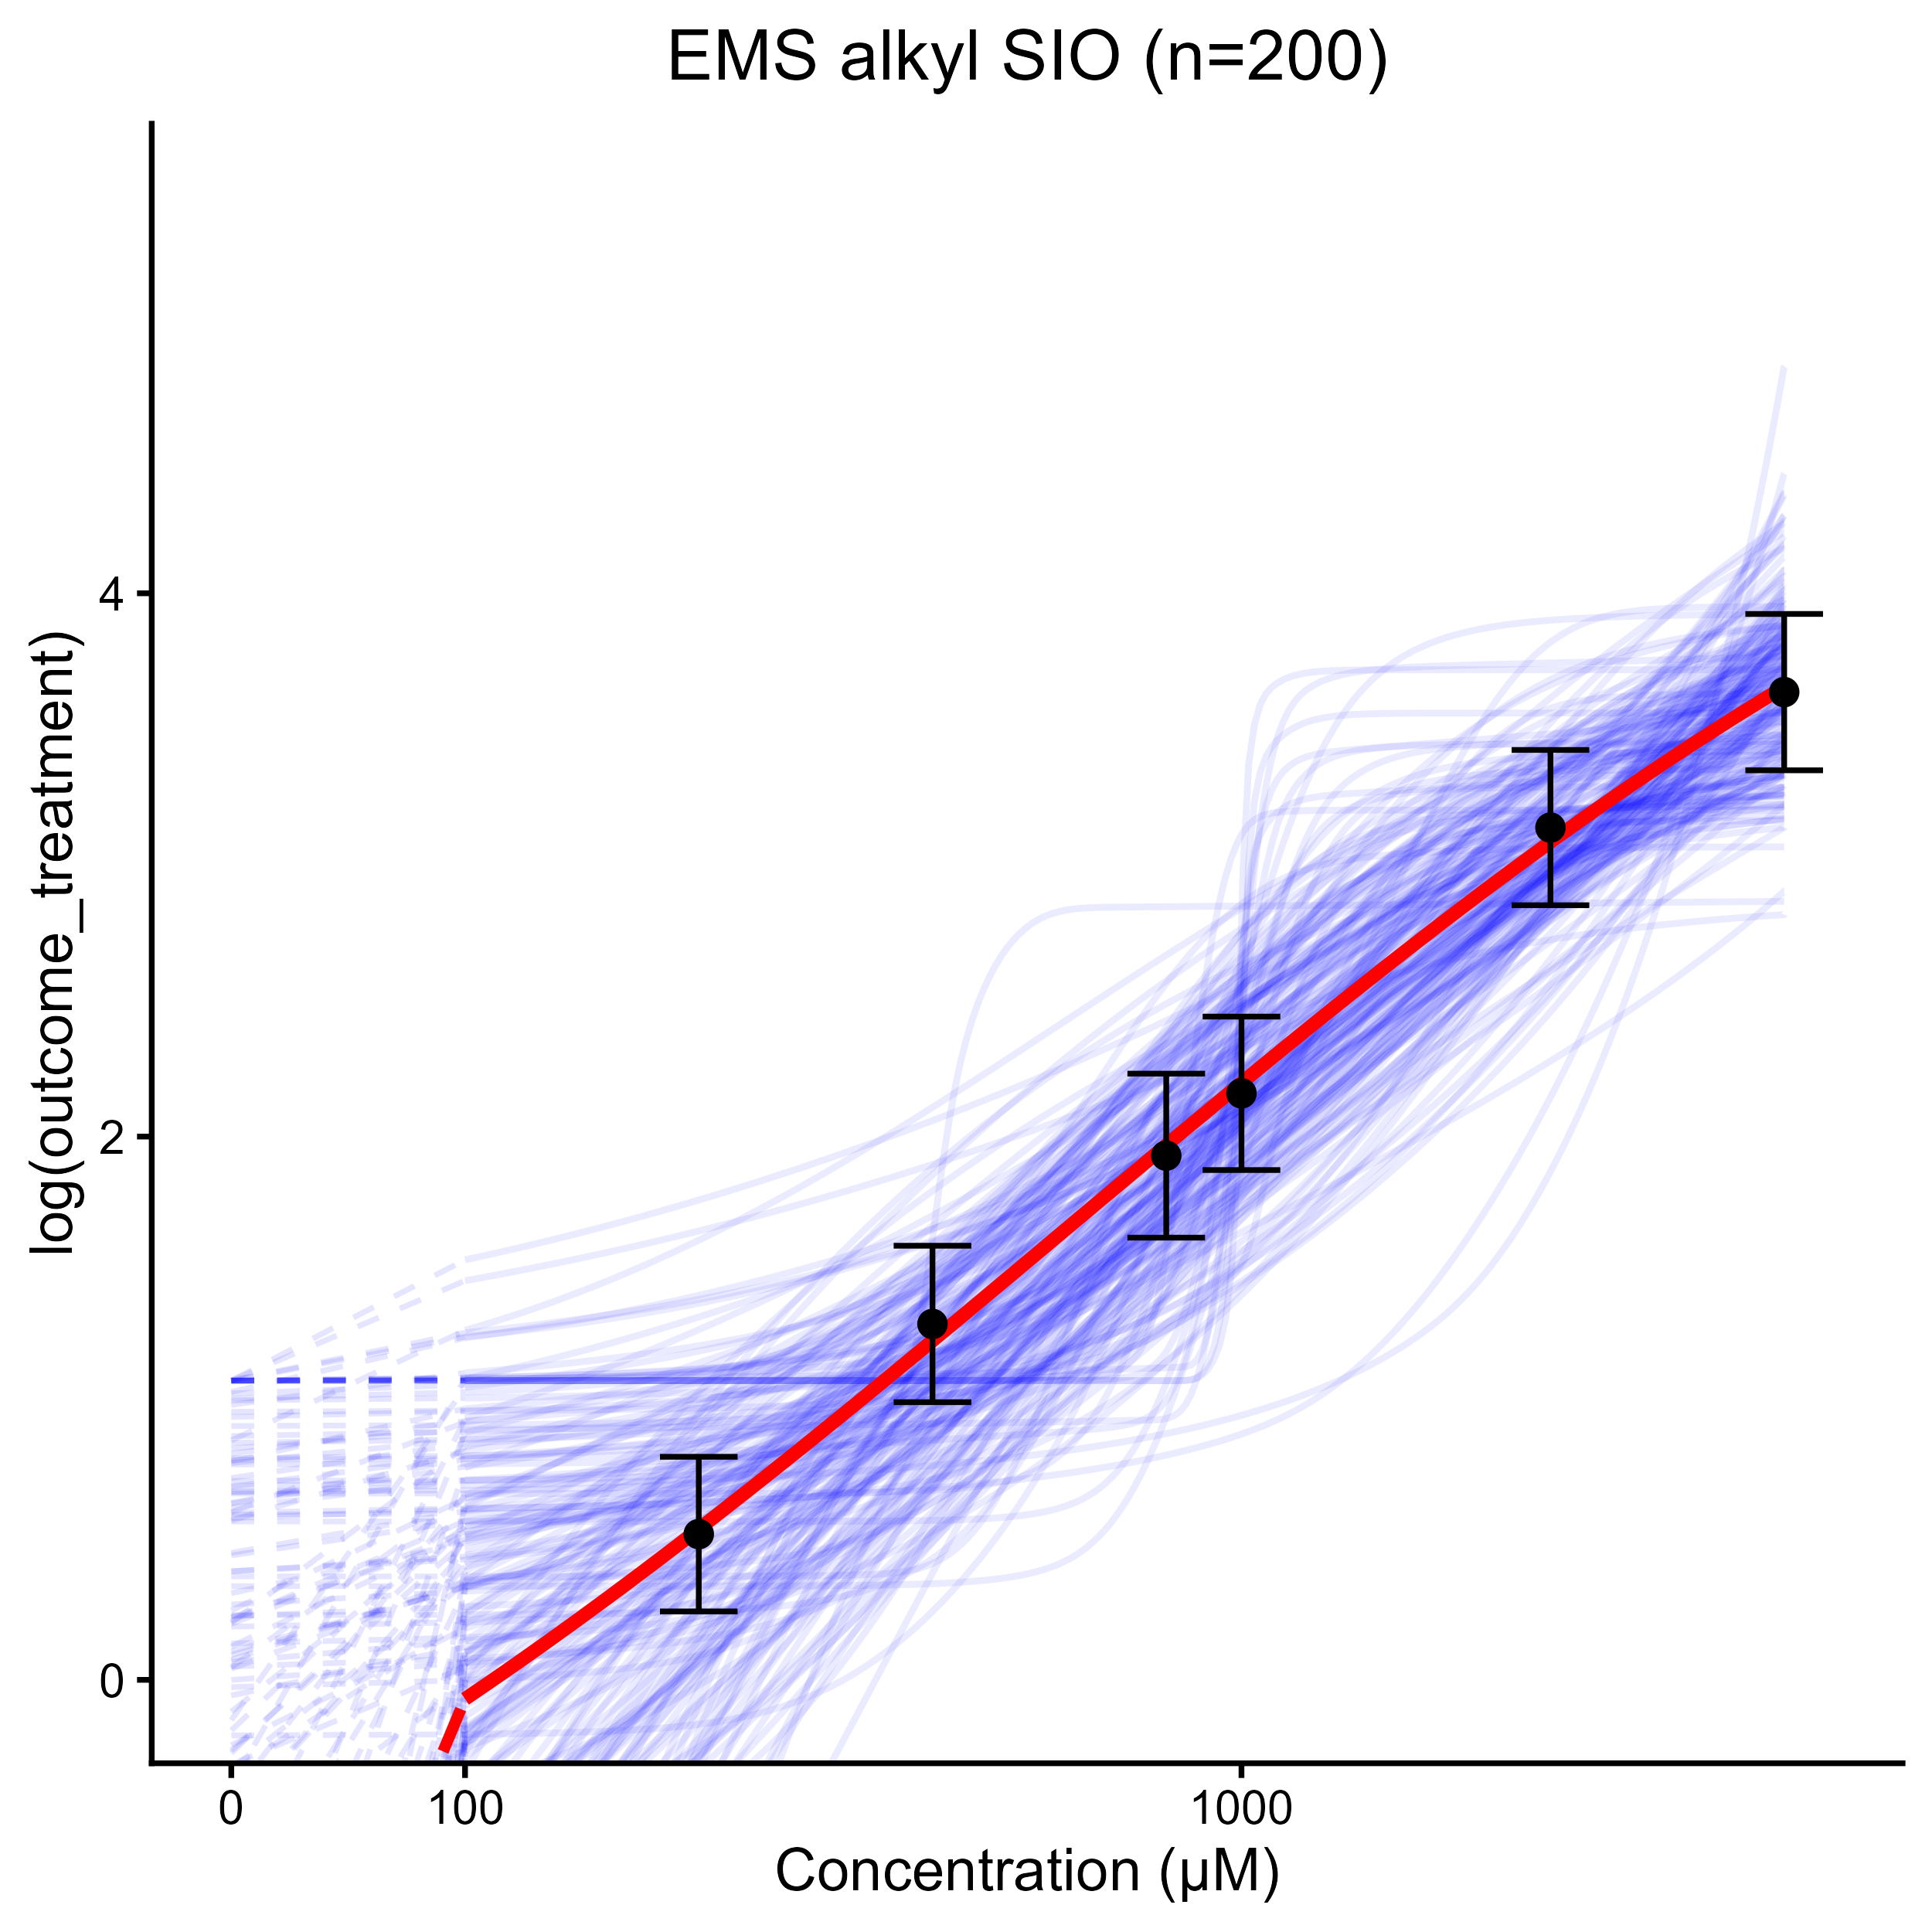 EMS alkyl SIO (n=200)
log(outcome_treatment)
4
2
0
0 100 1000
Concentration (µM)